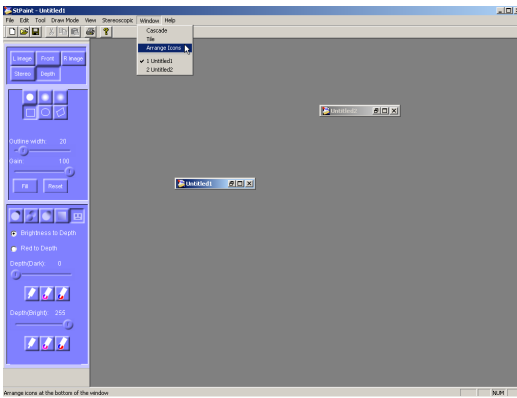 StPaint - Untitled1
File Edit Tool Draw Mode View Stereoscopic Window Help
Cascade
Tile
Arrange Icons
1 Untitled1
2 Untitled2
L Image Front R Image
Stereo Depth
Untitled2
Outline width: 20
Gain: 100
Untitled1
Fill Reset
Brightness to Depth
Red to Depth
Depth(Dark): 0
Depth(Bright): 255
Arrange icons at the bottom of the window
NUM